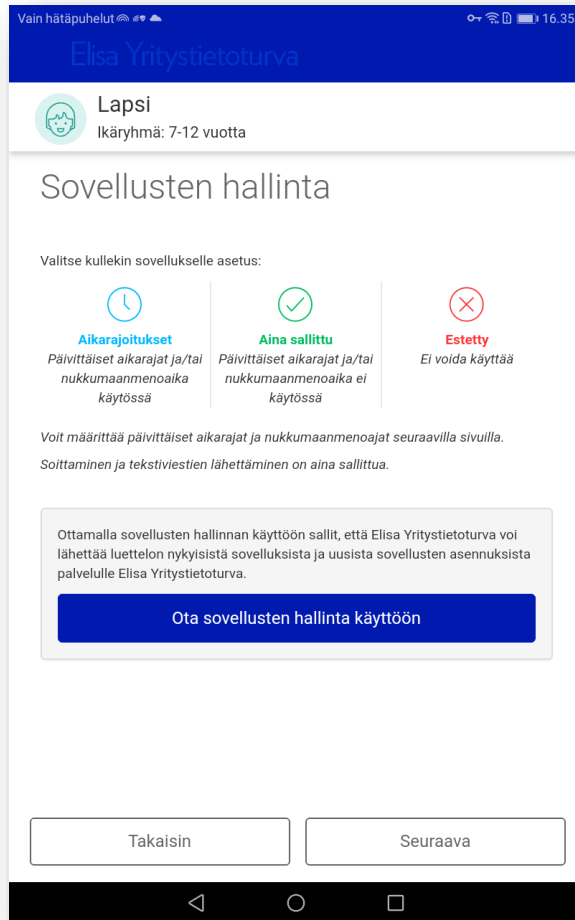 Vain hätäpuhelut 16.35
Elisa Yritystietoturva
Lapsi
Ikäryhmä: 7-12 vuotta
Sovellusten hallinta
Valitse kullekin sovellukselle asetus:
Aikarajoitukset
Päivittäiset aikarajat ja/tai
nukkumaanmenoaika
käytössä
Aina sallittu
Päivittäiset aikarajat ja/tai
nukkumaanmenoaika ei
käytössä
Estetty
Ei voida käyttää
Voit määrittää päivittäiset aikarajat ja nukkumaanmenoajat seuraavilla sivuilla.
Soittaminen ja tekstiviestien lähettäminen on aina sallittua.
Ottamalla sovellusten hallinnan käyttöön sallit, että Elisa Yritystietoturva voi
lähettää luettelon nykyisistä sovelluksista ja uusista sovellusten asennuksista
palvelulle Elisa Yritystietoturva.
Ota sovellusten hallinta käyttöön
Takaisin
Seuraava